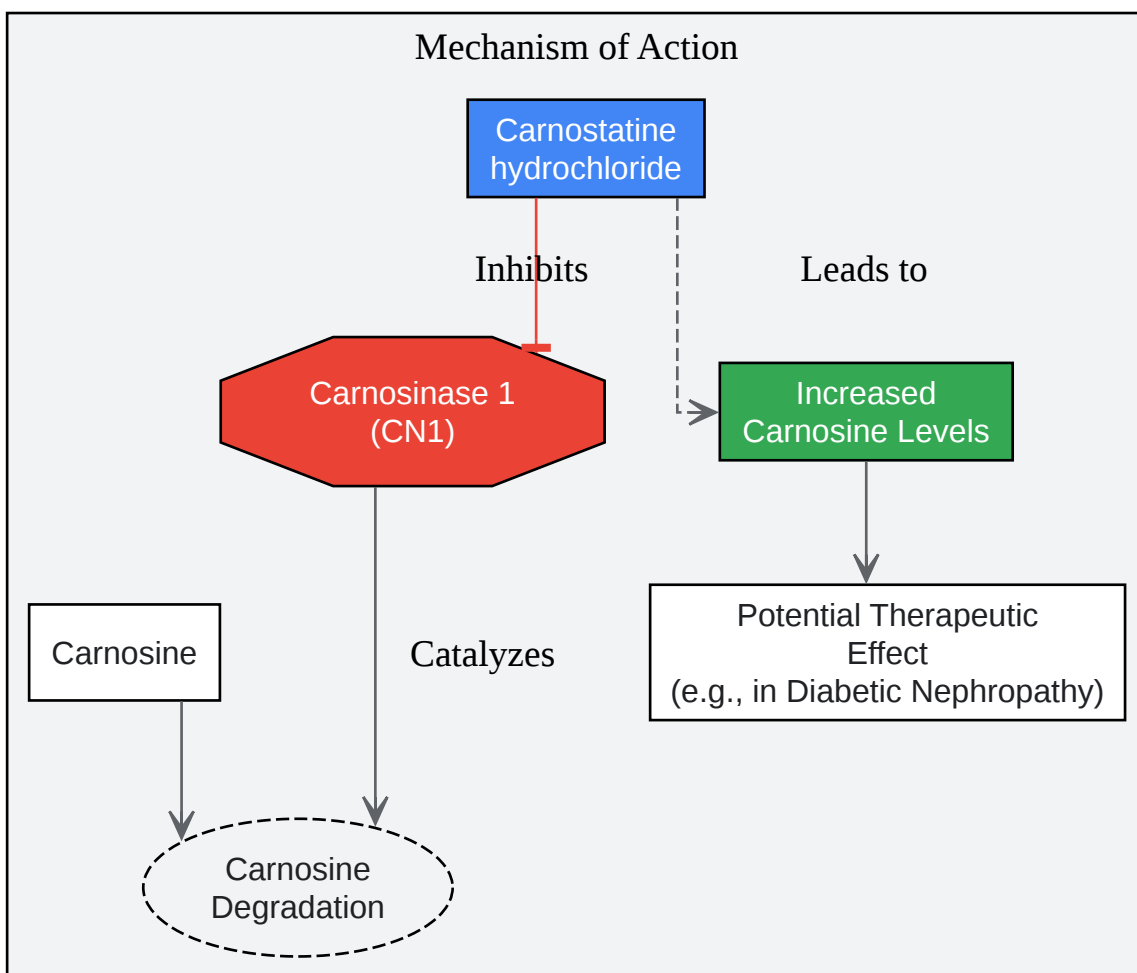 Mechanism of Action
Carnostatine
hydrochloride
Inhibits
Leads to
Carnosinase 1
(CN1)
Increased
Carnosine Levels
Carnosine
Catalyzes
Potential Therapeutic
Effect
(e.g., in Diabetic Nephropathy)
Carnosine
Degradation